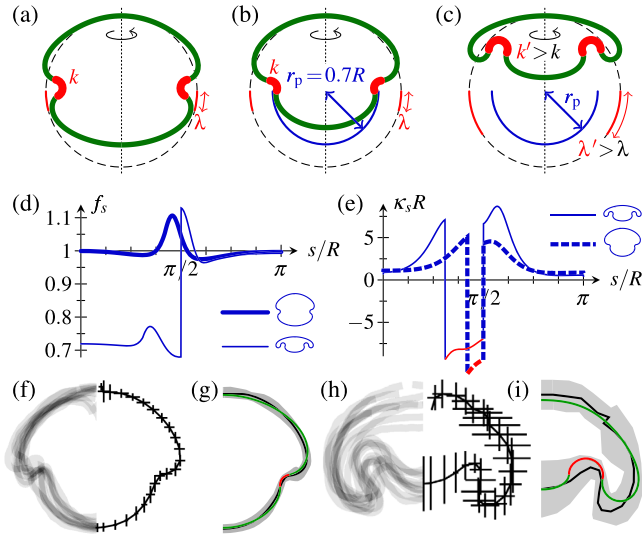 (a)
k
λ
(b)
r_p = 0.7R
k
λ
(c)
k′ > k
r_p
λ′ > λ
(d)
f_s
1.1
1
0.9
0.8
0.7
π/2
π
s/R
(e)
κ_sR
5
0
−5
π/2
π
s/R
(f)
(g)
(h)
(i)